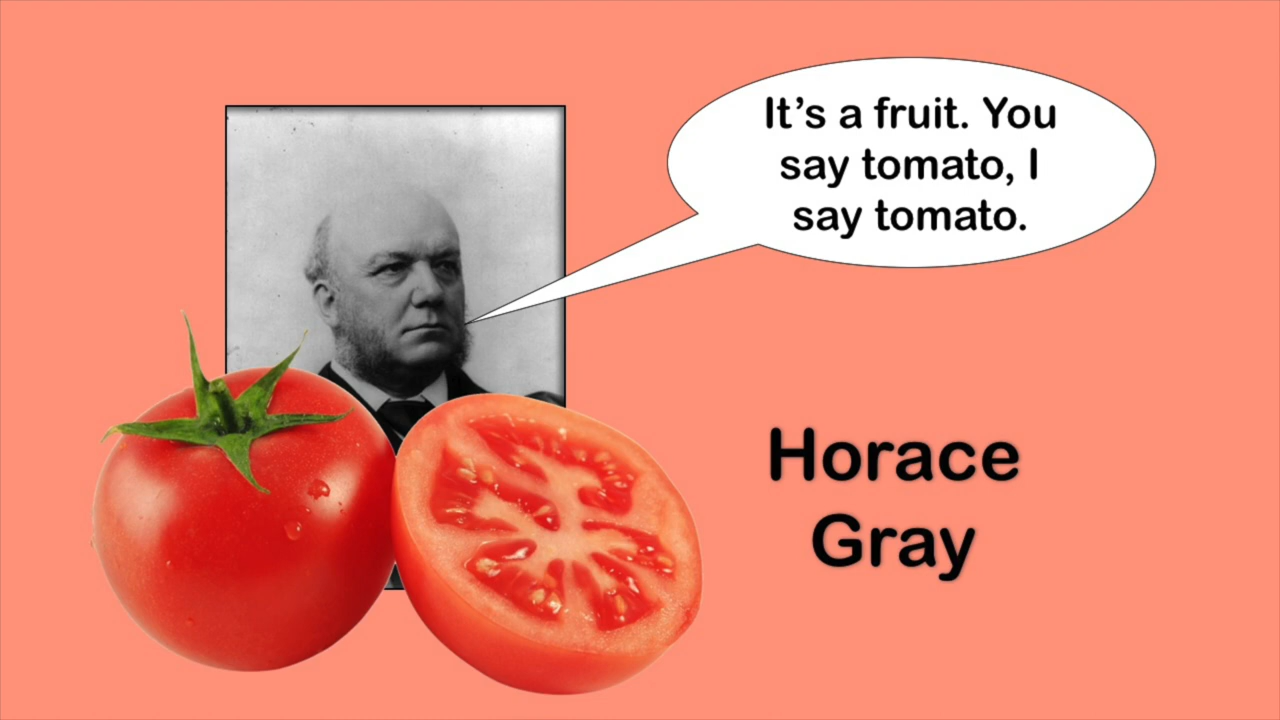 It’s a fruit. You
say tomato, I
say tomato.
Horace
Gray